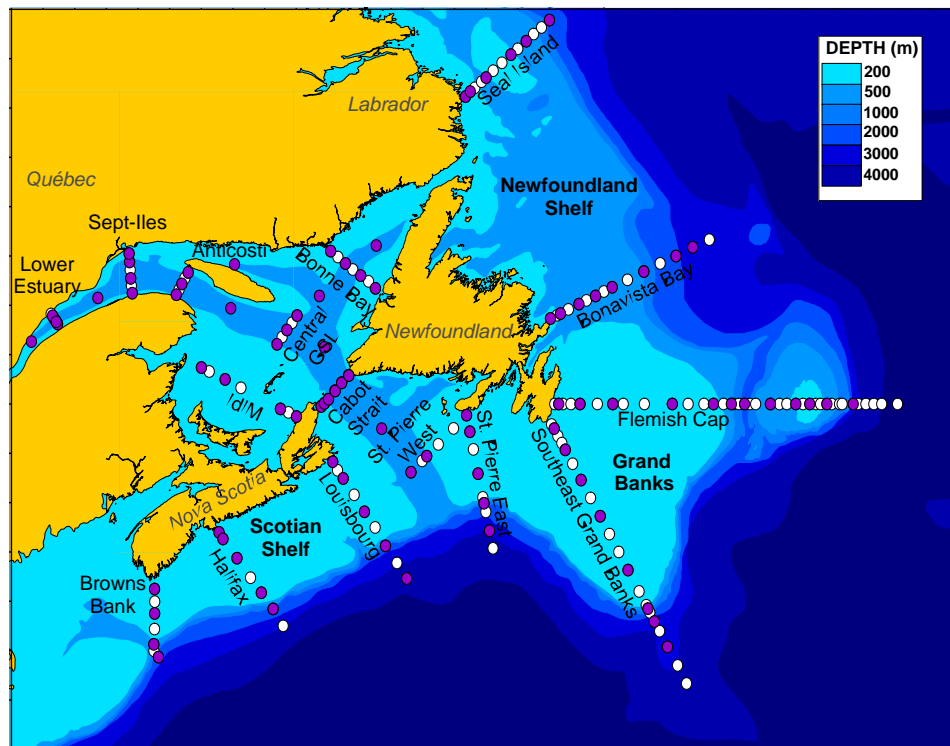 DEPTH (m)
200
500
1000
2000
3000
4000
Seal Island
Labrador
Québec
Newfoundland
Shelf
Sept-Iles
Anticosti
Lower
Estuary
Bonne Bay
Bonavista Bay
Central
GSL
Newfoundland
IdlM
Cabot
Strait
St. Pierre
West
St. Pierre East
Flemish Cap
Southeast Grand Banks
Grand
Banks
Nova Scotia
Louisbourg
Scotian
Shelf
Halifax
Browns
Bank